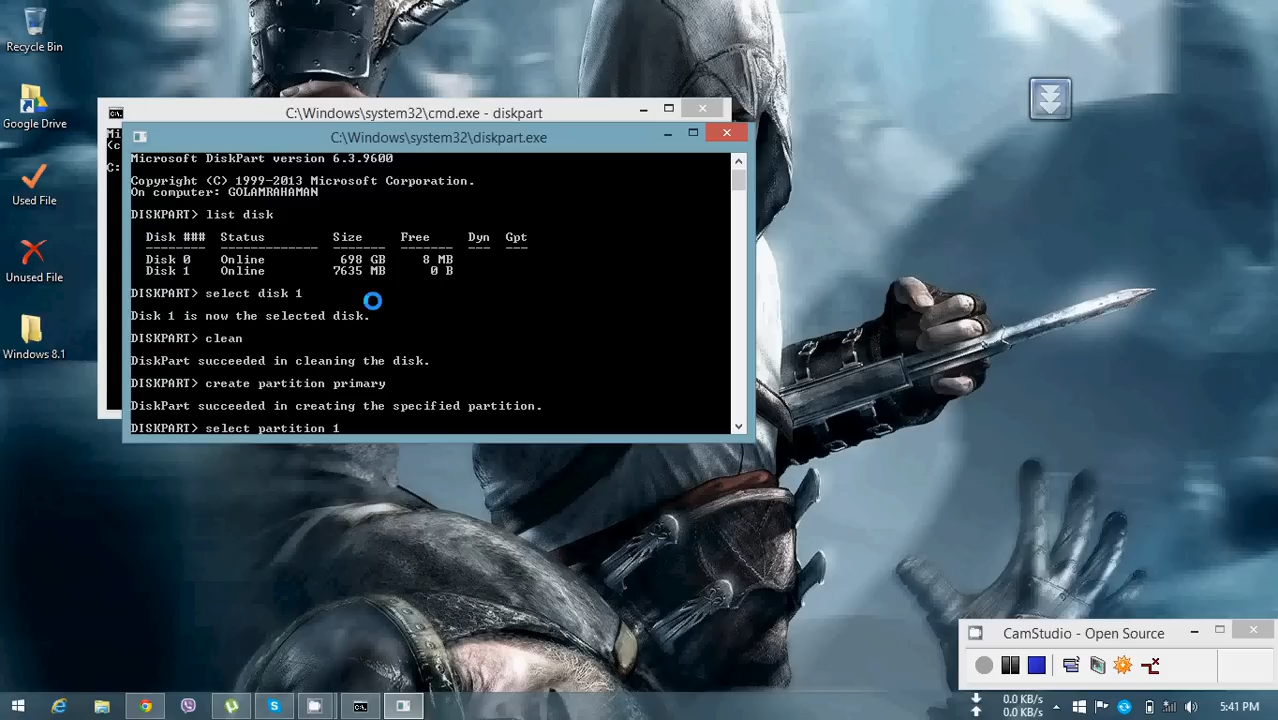 Recycle Bin
Google Drive
Used File
Unused File
Windows 8.1
C:\Windows\system32\cmd.exe - diskpart
Mi
(c
C:
C:\Windows\system32\diskpart.exe
Microsoft DiskPart version 6.3.9600
Copyright (C) 1999-2013 Microsoft Corporation.
On computer: GOLAMRAHAMAN
DISKPART> list disk
Disk ### Status Size Free Dyn Gpt
-------- ------------- ------- ------- --- ---
Disk 0 Online 698 GB 8 MB
Disk 1 Online 7635 MB 0 B
DISKPART> select disk 1
Disk 1 is now the selected disk.
DISKPART> clean
DiskPart succeeded in cleaning the disk.
DISKPART> create partition primary
DiskPart succeeded in creating the specified partition.
DISKPART> select partition 1
CamStudio - Open Source
0.0 KB/s
0.0 KB/s
5:41 PM